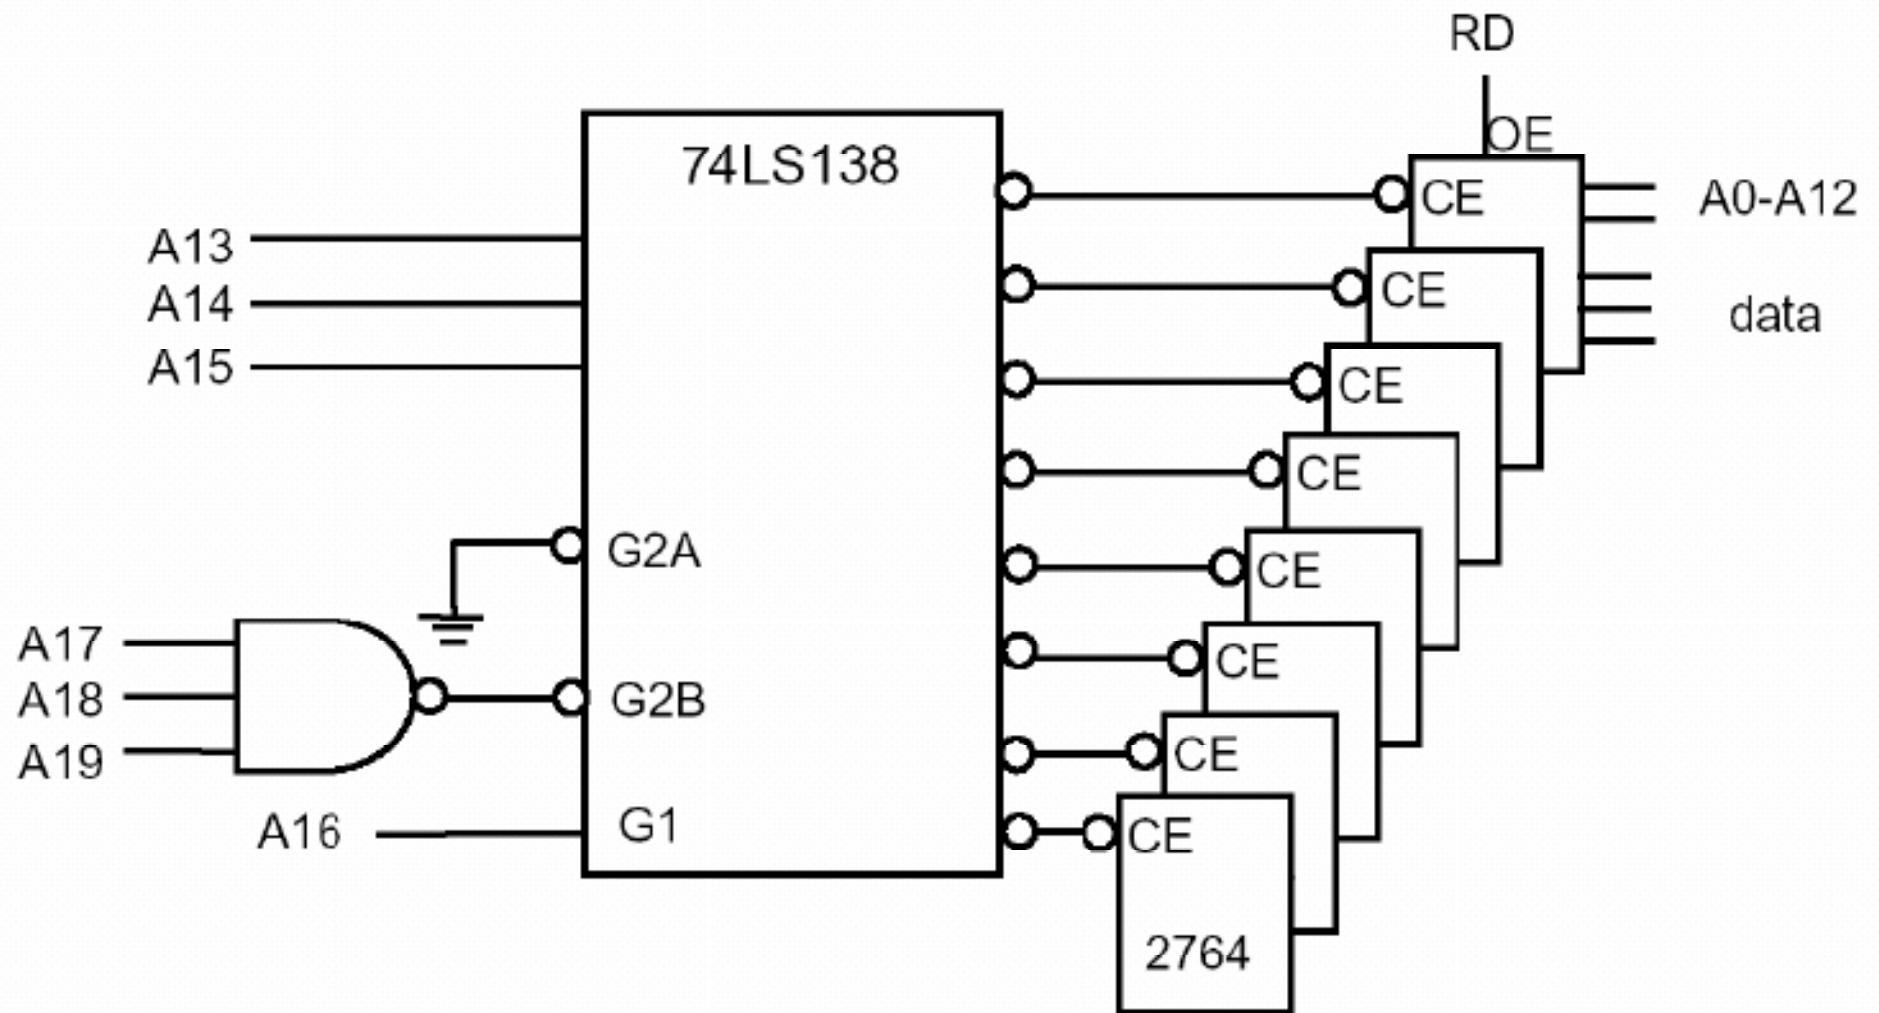 RD
OE
74LS138
CE
A0-A12
A13
CE
A14
data
A15
CE
CE
G2A
CE
A17
CE
A18
G2B
A19
CE
A16
G1
CE
2764